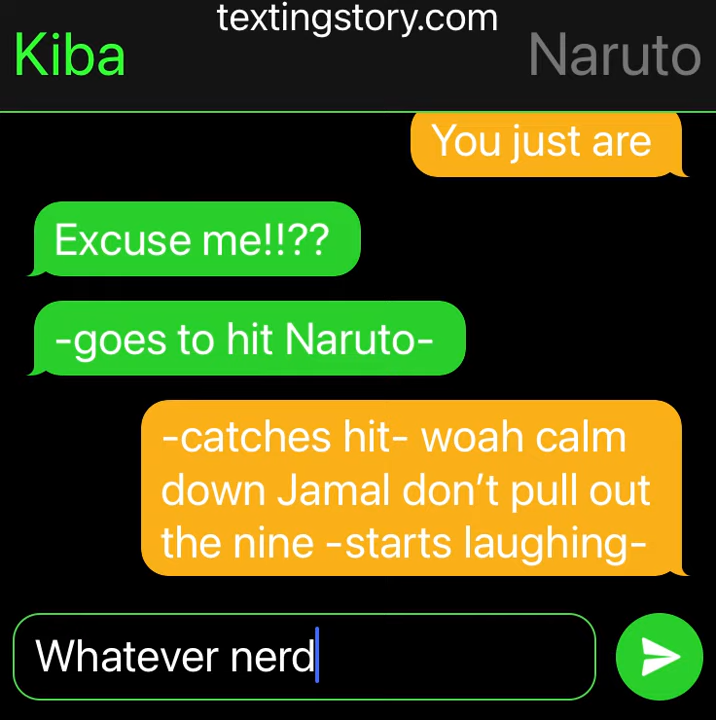 textingstory.com
Kiba
Naruto
You just are
Excuse me!!??
-goes to hit Naruto-
-catches hit- woah calm
down Jamal don’t pull out
the nine -starts laughing-
Whatever nerd